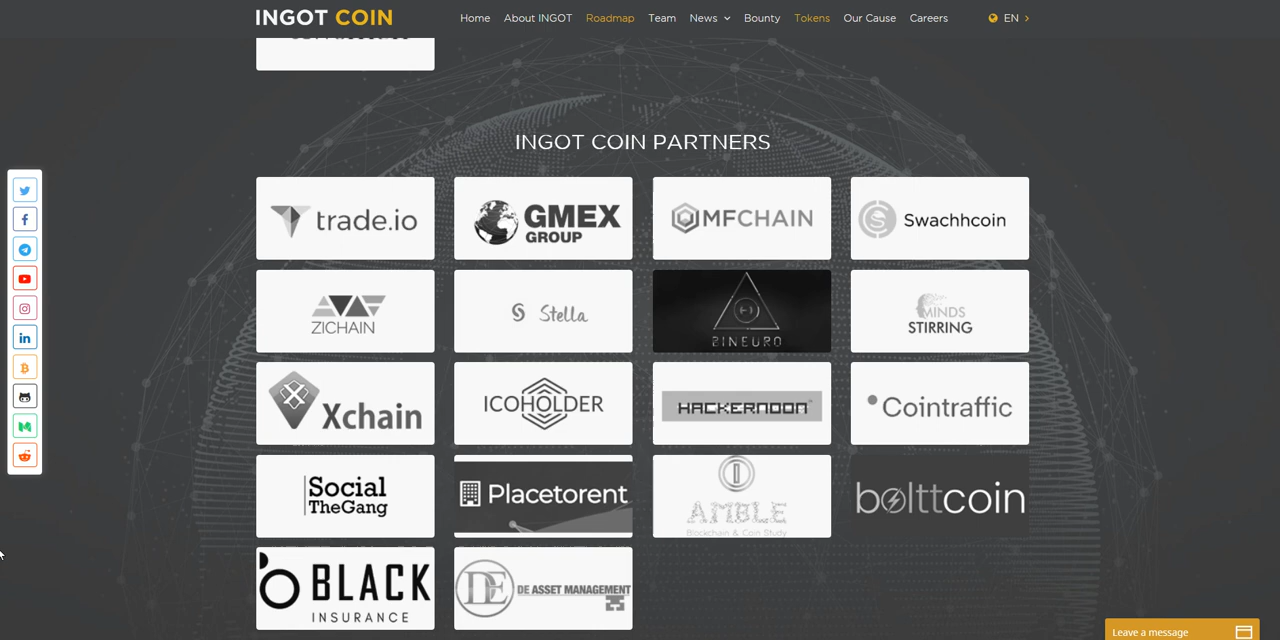 INGOT COIN
Home About INGOT Roadmap Team News Bounty Tokens Our Cause Careers EN
INGOT COIN PARTNERS
trade.io
GMEX
GROUP
MFCHAIN
Swachhcoin
ZICHAIN
Stella
BINEURO
MINDS
STIRRING
Xchain
ICOHOLDER
HACKERNOON
Cointraffic
Social
TheGang
Placetorent
AMBLE
Blockchain & Coin Study
bolttcoin
BLACK
INSURANCE
DE
DE ASSET MANAGEMENT
Leave a message